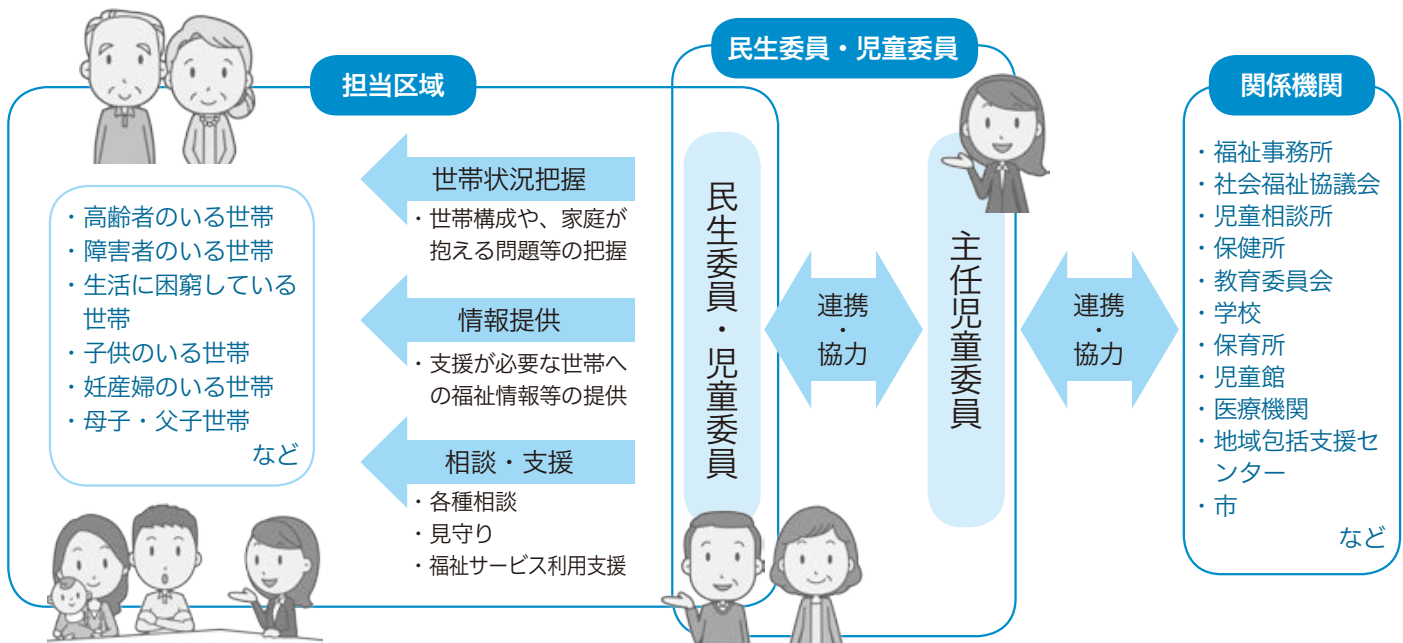 民生委員・児童委員
担当区域
関係機関
・高齢者のいる世帯
・障害者のいる世帯
・生活に困窮している
世帯
・子供のいる世帯
・妊産婦のいる世帯
・母子・父子世帯
など
世帯状況把握
・世帯構成や、家庭が
抱える問題等の把握
情報提供
・支援が必要な世帯へ
の福祉情報等の提供
相談・支援
・各種相談
・見守り
・福祉サービス利用支援
民生委員・児童委員
連携
・
協力
主任児童委員
連携
・
協力
・福祉事務所
・社会福祉協議会
・児童相談所
・保健所
・教育委員会
・学校
・保育所
・児童館
・医療機関
・地域包括支援セ
ンター
・市
など